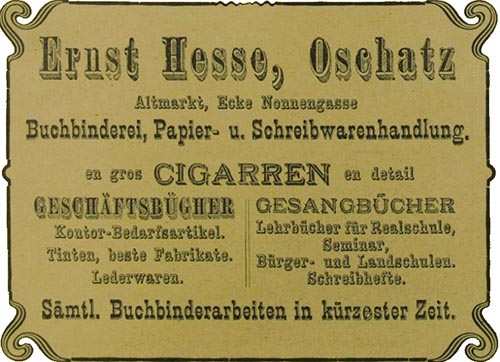 Ernst Hesse, Oschatz
Altmarkt, Ecke Nonnengasse
Buchbinderei, Papier- u. Schreibwarenhandlung.
en gros CIGARREN en detail
GESCHÄFTSBÜGHER
Kontor-Bedarfsartikel.
Tinten, beste Fabrikate.
Lederwaren.
GESANGBÜCHER
Lehrbücher für Realschule,
Seminar,
Bürger- und Landschulen.
Schreibhefte.
Sämtl. Buchbinderarbeiten in kürzester Zeit.